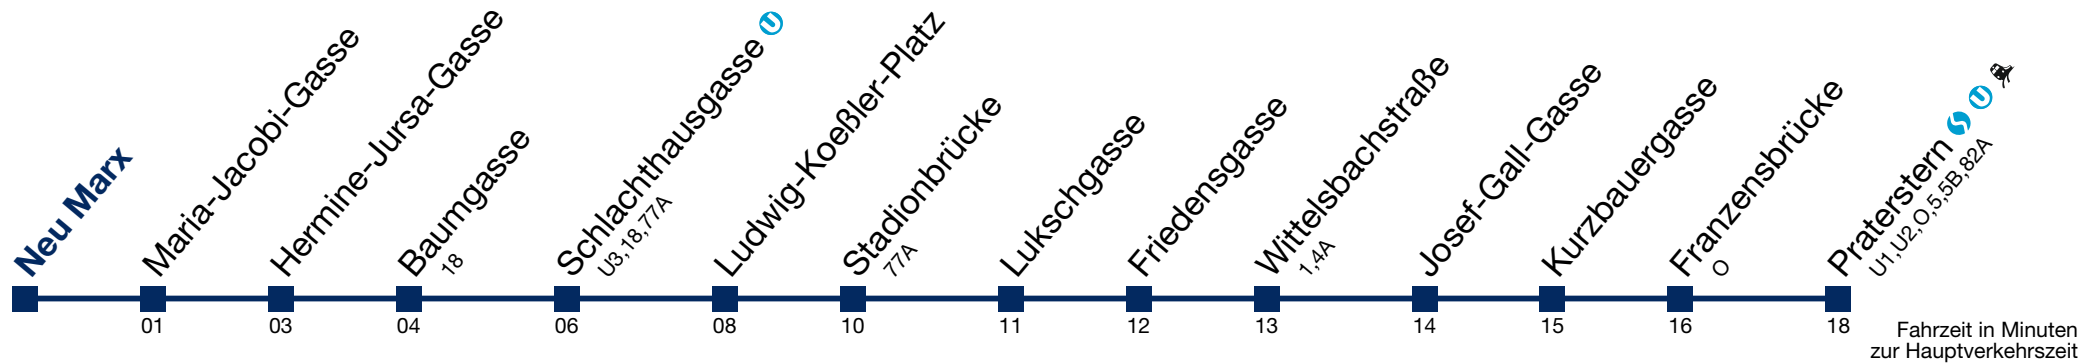 Neu Marx
Maria-Jacobi-Gasse
01
Hermine-Jursa-Gasse
03
Baumgasse
18
04
Schlachthausgasse U
U3,18,77A
06
Ludwig-Koeßler-Platz
08
Stadionbrücke
77A
10
Lukschgasse
11
Friedensgasse
12
Wittelsbachstraße
1,4A
13
Josef-Gall-Gasse
14
Kurzbauergasse
15
Franzensbrücke
O
16
Praterstern S U
U1,U2,O,5,5B,82A
18
Fahrzeit in Minuten
zur Hauptverkehrszeit